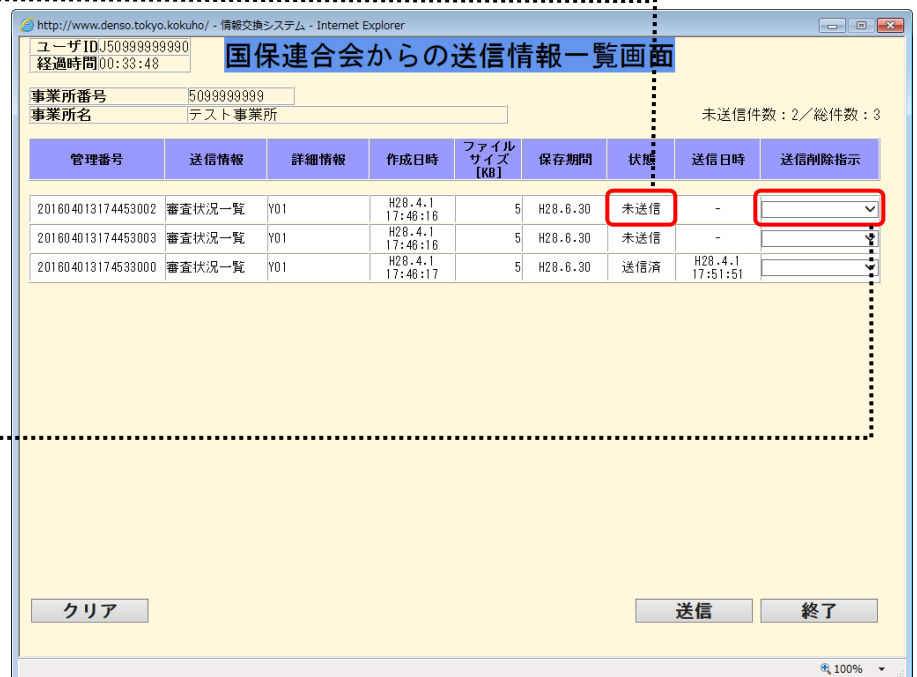 http://www.denso.tokyo.kokuho/ - 情報交換システム - Internet Explorer
ユーザID J50999999990
経過時間 00:33:48
国保連合会からの送信情報一覧画面
事業所番号 5099999999
事業所名 テスト事業所
未送信件数：2／総件数：3
管理番号 送信情報 詳細情報 作成日時 ファイルサイズ[KB] 保存期間 状態 送信日時 送信削除指示
201604013174453002 審査状況一覧 Y01 H28.4.1 17:46:16 5 H28.6.30 未送信 -
201604013174453003 審査状況一覧 Y01 H28.4.1 17:46:16 5 H28.6.30 未送信 -
201604013174533000 審査状況一覧 Y01 H28.4.1 17:46:17 5 H28.6.30 送信済 H28.4.1 17:51:51
クリア 送信 終了
100%